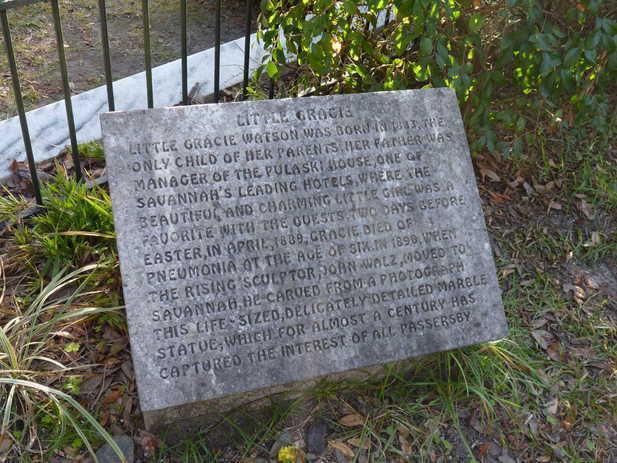 LITTLE GRACIE
LITTLE GRACIE WATSON WAS BORN IN 1883, THE
ONLY CHILD OF HER PARENTS. HER FATHER WAS
MANAGER OF THE PULASKI HOUSE, ONE OF
SAVANNAH'S LEADING HOTELS, WHERE THE
BEAUTIFUL AND CHARMING LITTLE GIRL WAS A
FAVORITE WITH THE GUESTS. TWO DAYS BEFORE
EASTER, IN APRIL, 1889, GRACIE DIED OF
PNEUMONIA AT THE AGE OF SIX. IN 1890, WHEN
THE RISING SCULPTOR, JOHN WALZ, MOVED TO
SAVANNAH, HE CARVED FROM A PHOTOGRAPH
THIS LIFE-SIZED, DELICATELY DETAILED MARBLE
STATUE, WHICH FOR ALMOST A CENTURY HAS
CAPTURED THE INTEREST OF ALL PASSERSBY.